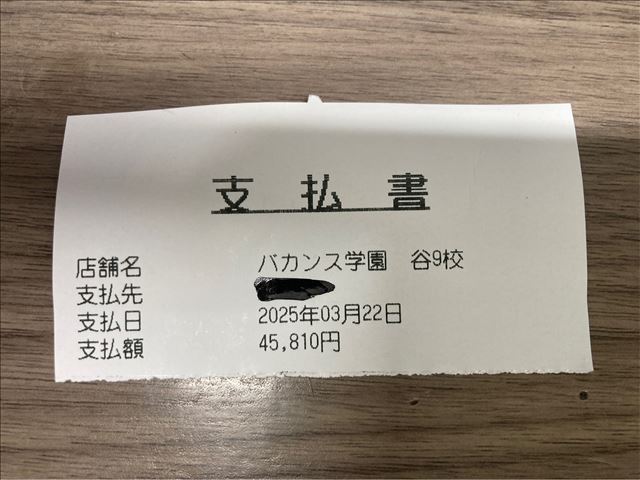 支払書
店舗名 バカンス学園 谷9校
支払先
支払日 2025年03月22日
支払額 45,810円